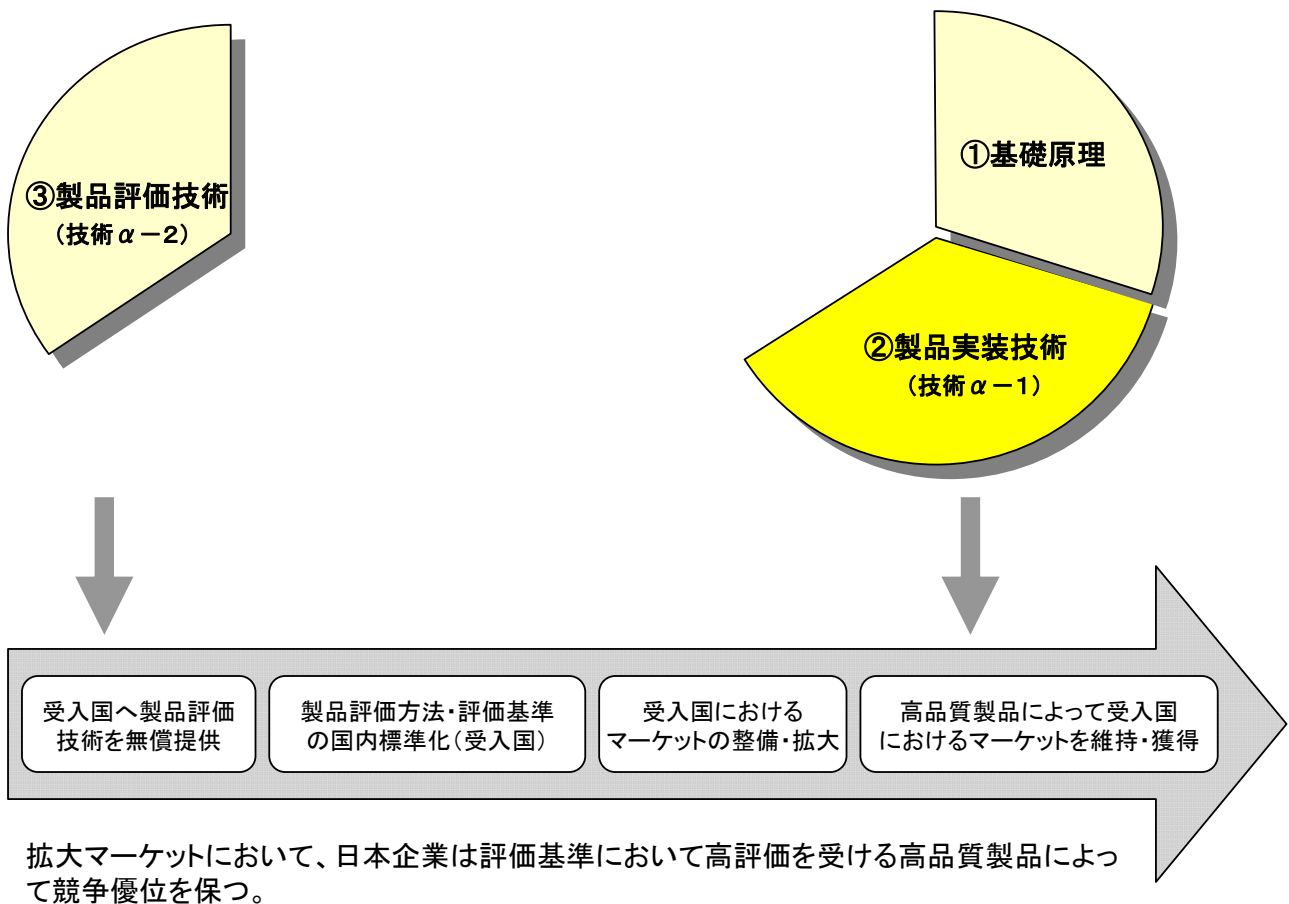 ①基礎原理
③製品評価技術
（技術α－2）
②製品実装技術
（技術α－1）
受入国へ製品評価
技術を無償提供
製品評価方法・評価基準
の国内標準化（受入国）
受入国における
マーケットの整備・拡大
高品質製品によって受入国
におけるマーケットを維持・獲得
拡大マーケットにおいて、日本企業は評価基準において高評価を受ける高品質製品によっ
て競争優位を保つ。